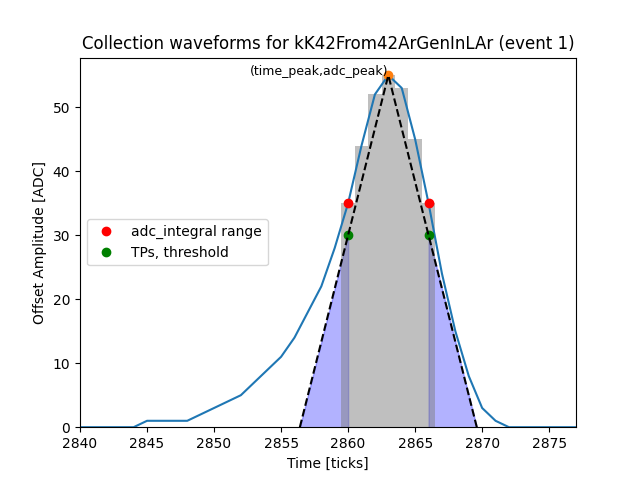 Collection waveforms for kK42From42ArGenInLAr (event 1)
(time_peak,adc_peak)
50
40
30
20
10
0
Offset Amplitude [ADC]
adc_integral range
TPs, threshold
2840 2845 2850 2855 2860 2865 2870 2875
Time [ticks]